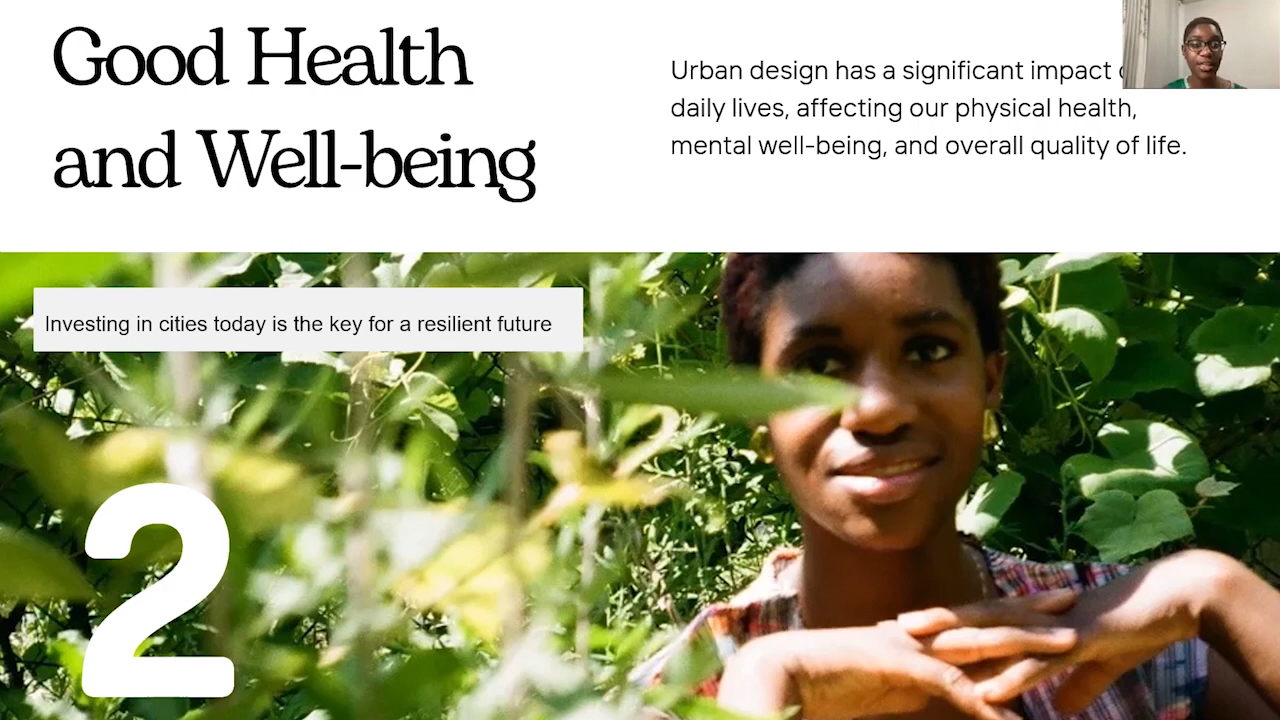 Good Health
and Well-being
Urban design has a significant impact
daily lives, affecting our physical health,
mental well-being, and overall quality of life.
Investing in cities today is the key for a resilient future
2